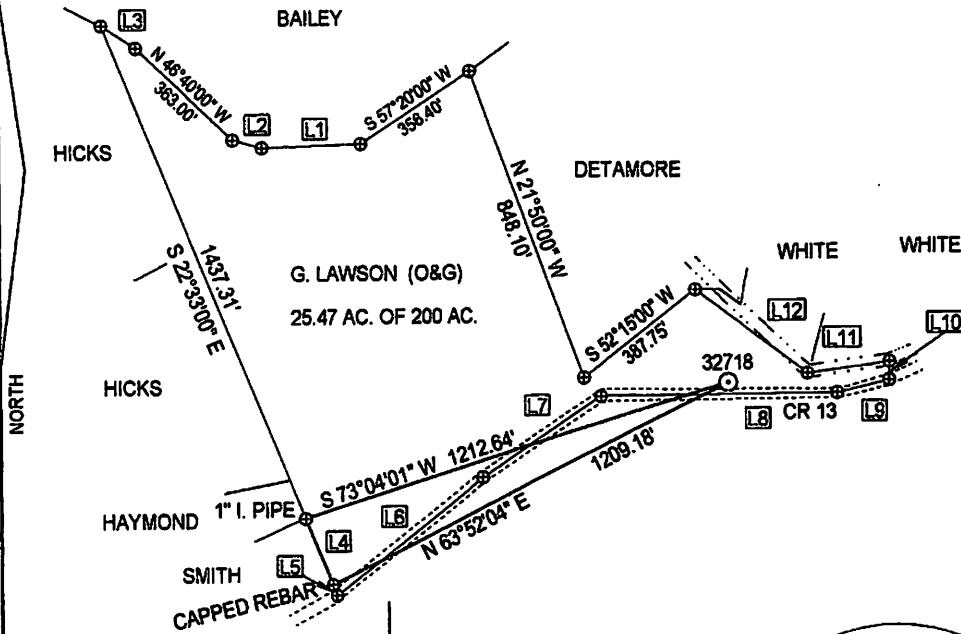 BAILEY
L3
N 46°40'00" W
363.00'
L2
L1
S 57°20'00" W
358.40'
HICKS
DETAMORE
N 21°50'00" W
848.10'
WHITE
WHITE
1437.31'
S 22°33'00" E
G. LAWSON (O&G)
25.47 AC. OF 200 AC.
L12
L11
L10
S 52°15'00" W
387.75'
32718
HICKS
NORTH
L7
L8
CR 13
L9
S 73°04'01" W 1212.64'
1209.18'
N 63°52'04" E
HAYMOND
1" I. PIPE
L4
L6
L5
SMITH
CAPPED REBAR